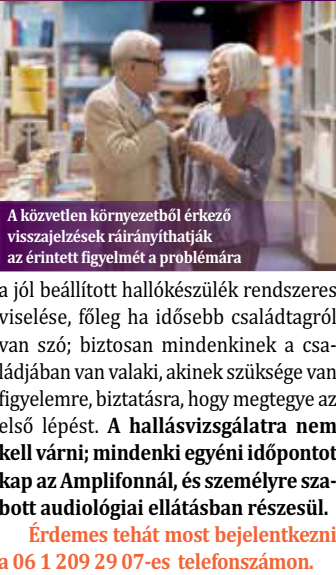 A közvetlen környezetből érkező
visszajelzések ráirányíthatják
az érintett figyelmét a problémára
a jól beállított hallókészülék rendszeres
viselése, főleg ha idősebb családtagról
van szó; biztosan mindenkinek a csa-
ládjában van valaki, akinek szüksége van
figyelemre, biztatásra, hogy megtegye az
első lépést. A hallásvizsgálatra nem
kell várni; mindenki egyéni időpontot
kap az Amplifonnál, és személyre sza-
bott audiológiai ellátásban részesül.
Érdemes tehát most bejelentkezni
a 06 1 209 29 07-es telefonszámon.